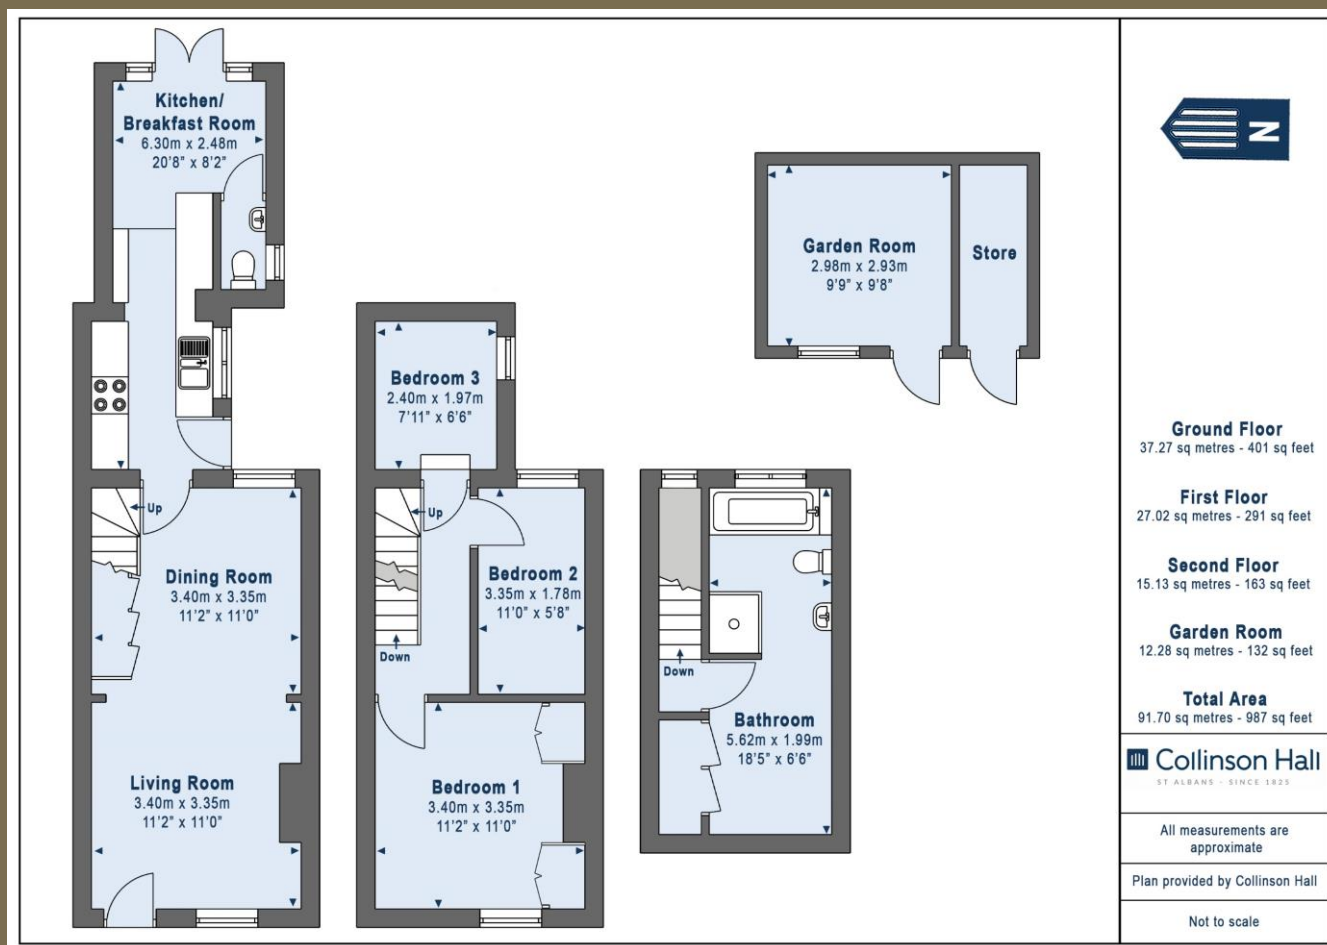 Kitchen/
Breakfast Room
6.30m x 2.48m
20'8" x 8'2"
Up
Dining Room
3.40m x 3.35m
11'2" x 11'0"
Living Room
3.40m x 3.35m
11'2" x 11'0"
Bedroom 3
2.40m x 1.97m
7'11" x 6'6"
Up
Bedroom 2
3.35m x 1.78m
11'0" x 5'8"
Down
Bedroom 1
3.40m x 3.35m
11'2" x 11'0"
Down
Bathroom
5.62m x 1.99m
18'5" x 6'6"
Garden Room
2.98m x 2.93m
9'9" x 9'8"
Store
N
Ground Floor
37.27 sq metres - 401 sq feet
First Floor
27.02 sq metres - 291 sq feet
Second Floor
15.13 sq metres - 163 sq feet
Garden Room
12.28 sq metres - 132 sq feet
Total Area
91.70 sq metres - 987 sq feet
Collinson Hall
ST ALBANS - SINCE 1825
All measurements are
approximate
Plan provided by Collinson Hall
Not to scale